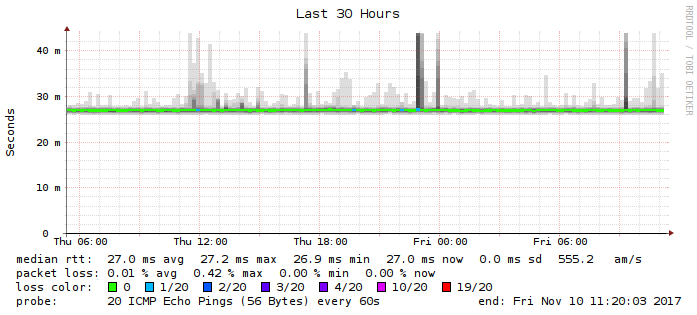 Last 30 Hours
RRDTOOL / TOBI OETIKER
Seconds
40 m
30 m
20 m
10 m
0
Thu 06:00 Thu 12:00 Thu 18:00 Fri 00:00 Fri 06:00
median rtt: 27.0 ms avg 27.2 ms max 26.9 ms min 27.0 ms now 0.0 ms sd 555.2 am/s
packet loss: 0.01 % avg 0.42 % max 0.00 % min 0.00 % now
loss color: 0 1/20 2/20 3/20 4/20 10/20 19/20
probe: 20 ICMP Echo Pings (56 Bytes) every 60s end: Fri Nov 10 11:20:03 2017